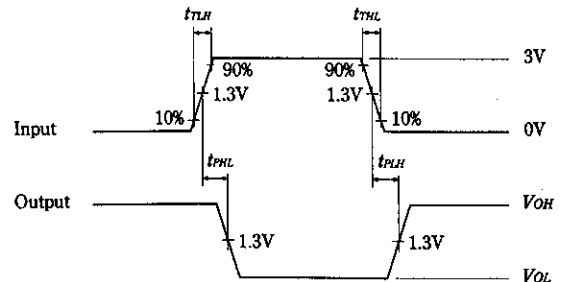 tTLH tTHL
90% 90% 3V
1.3V 1.3V
10% 10%
Input 0V
tPHL tPLH
Output VOH
1.3V 1.3V
VOL